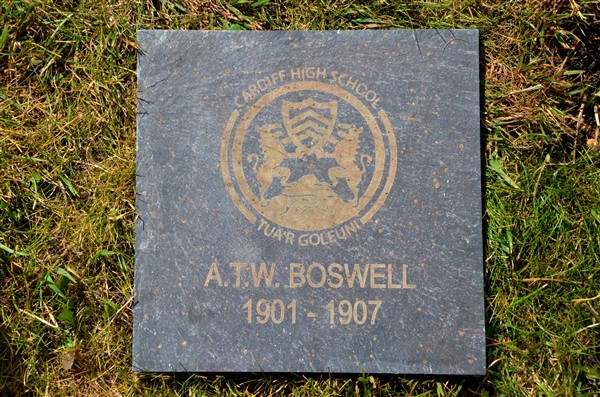 CARDIFF HIGH SCHOOL
TUA'R GOLEUNI
A.T.W. BOSWELL
1901 - 1907